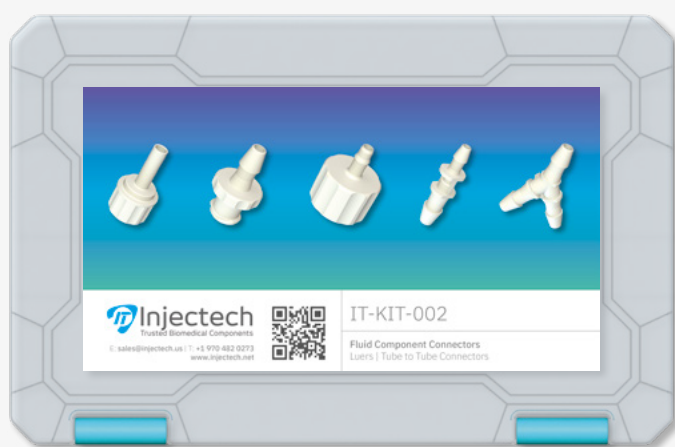 iT Injectech
Trusted Biomedical Components
E: sales@injectech.us | T: +1 970 482 0273
www.injectech.net
IT-KIT-002
Fluid Component Connectors
Luers | Tube to Tube Connectors